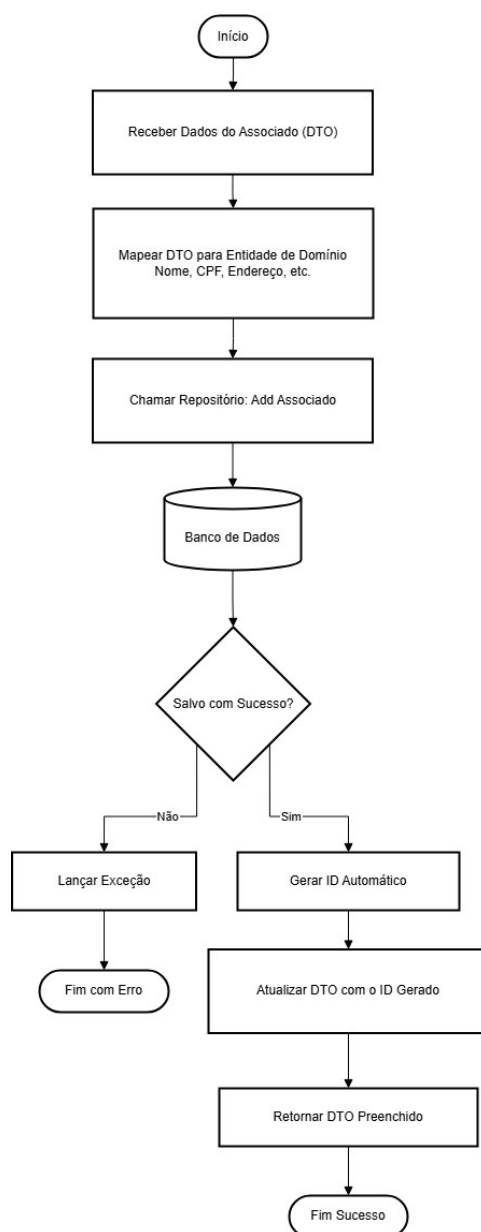 Início
Receber Dados do Associado (DTO)
Mapear DTO para Entidade de Domínio
Nome, CPF, Endereço, etc.
Chamar Repositório: Add Associado
Banco de Dados
Salvo com Sucesso?
Não
Sim
Lançar Exceção
Gerar ID Automático
Fim com Erro
Atualizar DTO com o ID Gerado
Retornar DTO Preenchido
Fim Sucesso